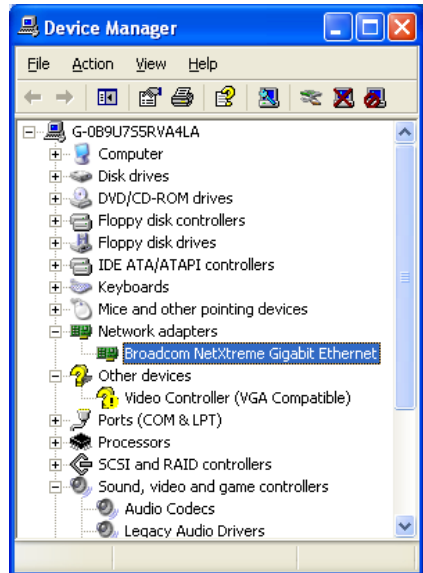 Device Manager
File Action View Help
G-0B9U7S5RVA4LA
Computer
Disk drives
DVD/CD-ROM drives
Floppy disk controllers
Floppy disk drives
IDE ATA/ATAPI controllers
Keyboards
Mice and other pointing devices
Network adapters
Broadcom NetXtreme Gigabit Ethernet
Other devices
Video Controller (VGA Compatible)
Ports (COM & LPT)
Processors
SCSI and RAID controllers
Sound, video and game controllers
Audio Codecs
Legacy Audio Drivers